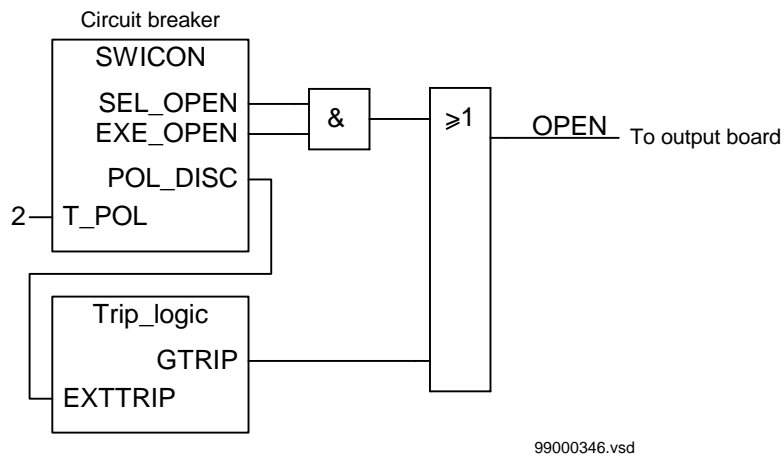 Circuit breaker
SWICON
SEL_OPEN
EXE_OPEN
POL_DISC
2
T_POL
&
⩾1
OPEN
To output board
Trip_logic
GTRIP
EXTTRIP
99000346.vsd